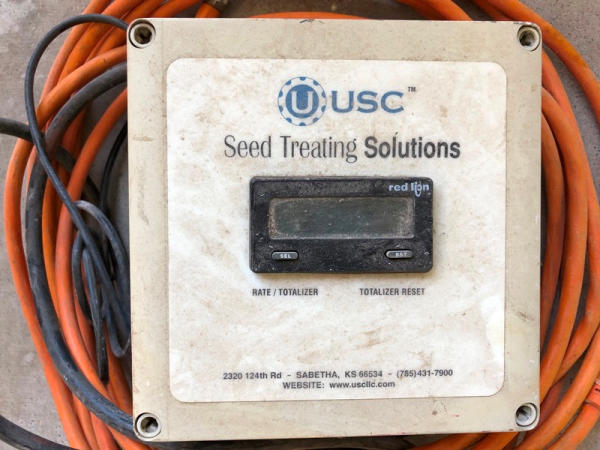 U USC™
Seed Treating Solutions
red lion
SEL RST
RATE / TOTALIZER TOTALIZER RESET
2320 124th Rd - SABETHA, KS 66534 - (785)431-7900
WEBSITE: www.uscllc.com